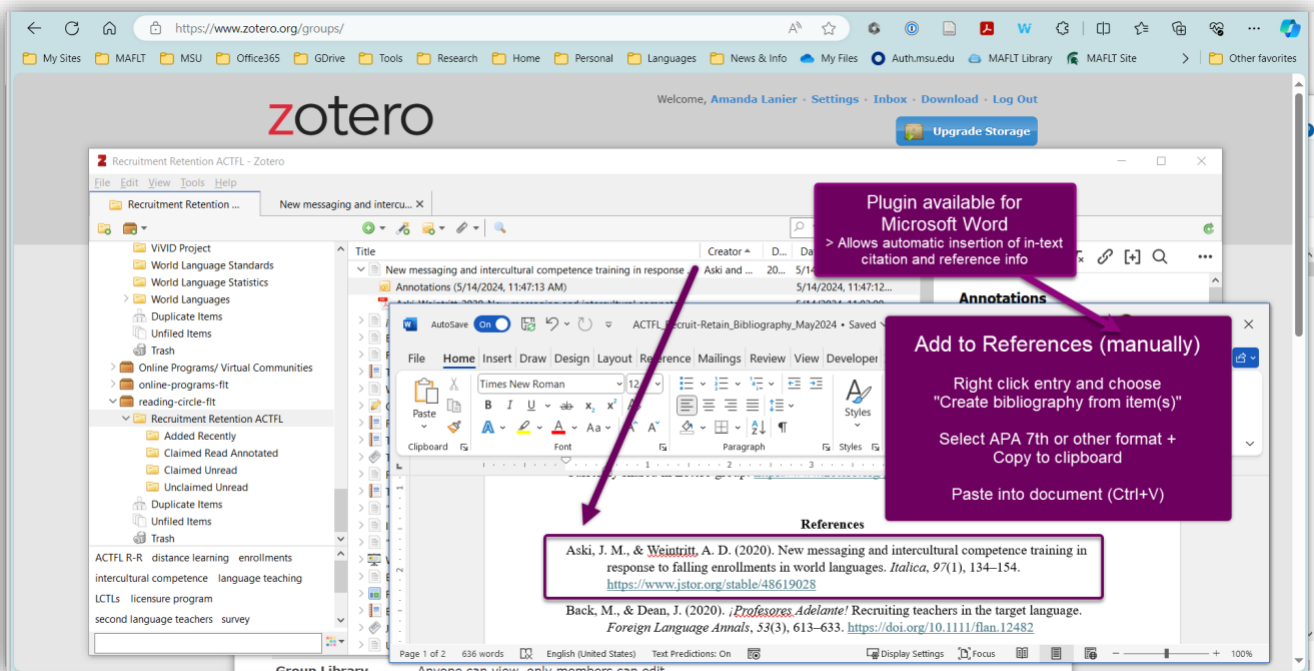 https://www.zotero.org/groups/
My Sites MAFLT MSU Office365 GDrive Tools Research Home Personal Languages News & Info My Files Auth.msu.edu MAFLT Library MAFLT Site Other favorites
zotero
Welcome, Amanda Lanier · Settings · Inbox · Download · Log Out
Upgrade Storage
Recruitment Retention ACTFL - Zotero
File Edit View Tools Help
Recruitment Retention ...
New messaging and intercu...
ViVID Project
World Language Standards
World Language Statistics
World Languages
Duplicate Items
Unfiled Items
Trash
Online Programs/ Virtual Communities
online-programs-flt
reading-circle-flt
Recruitment Retention ACTFL
Added Recently
Claimed Read Annotated
Claimed Unread
Unclaimed Unread
Duplicate Items
Unfiled Items
Trash
ACTFL R-R distance learning enrollments
intercultural competence language teaching
LCTLs licensure program
second language teachers survey
Title Creator D... Da
New messaging and intercultural competence training in response ... Aski and ... 20... 5/14
Annotations (5/14/2024, 11:47:13 AM) 5/14/2024, 11:47:12...
Annotations
Plugin available for
Microsoft Word
> Allows automatic insertion of in-text
citation and reference info
AutoSave On ACTFL_Recruit-Retain_Bibliography_May2024 • Saved
File Home Insert Draw Design Layout Reference Mailings Review View Developer
Paste
Times New Roman 12
Styles
Clipboard Font Paragraph Styles
Add to References (manually)
Right click entry and choose
"Create bibliography from item(s)"
Select APA 7th or other format +
Copy to clipboard
Paste into document (Ctrl+V)
References
Aski, J. M., & Weintritt, A. D. (2020). New messaging and intercultural competence training in
response to falling enrollments in world languages. Italica, 97(1), 134–154.
https://www.jstor.org/stable/48619028
Back, M., & Dean, J. (2020). ¡Profesores Adelante! Recruiting teachers in the target language.
Foreign Language Annals, 53(3), 613–633. https://doi.org/10.1111/flan.12482
Page 1 of 2 636 words English (United States) Text Predictions: On Display Settings Focus 100%
Group Library Anyone can view, only members can edit